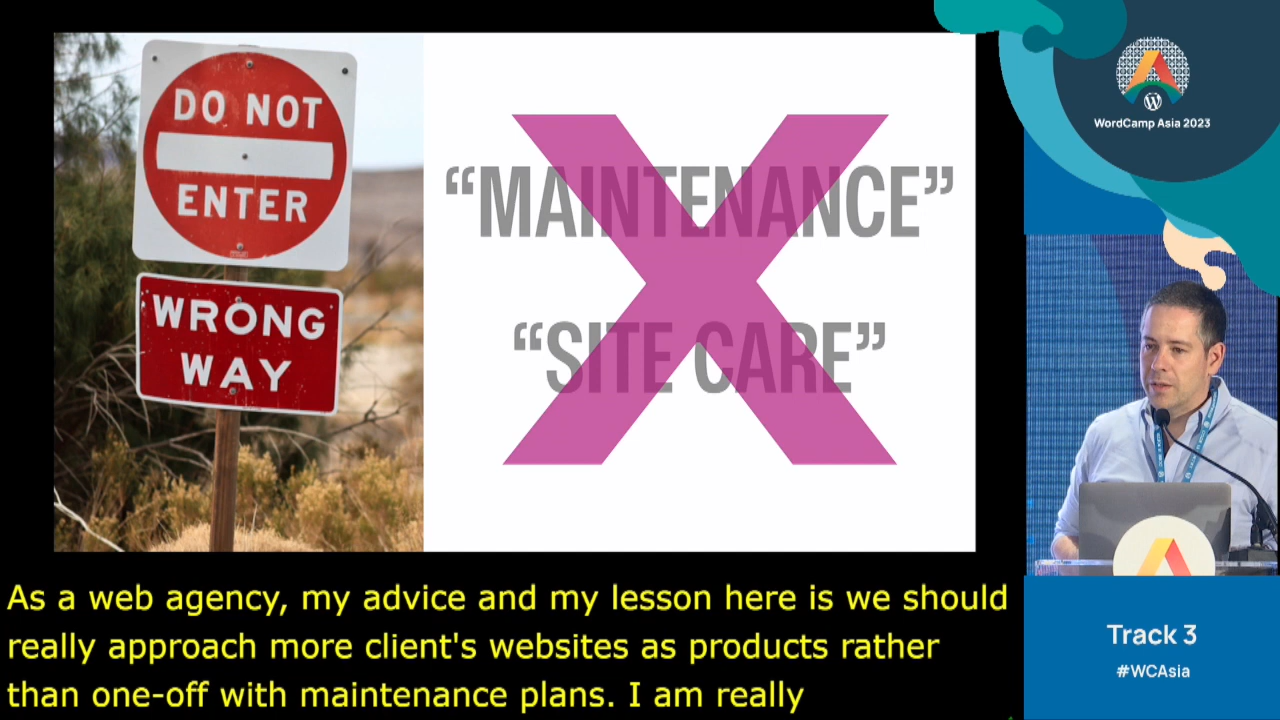 DO NOT
ENTER
WRONG
WAY
“MAINTENANCE”
“SITE CARE”
WordCamp Asia 2023
As a web agency, my advice and my lesson here is we should
really approach more client's websites as products rather
than one-off with maintenance plans. I am really
Track 3
#WCAsia